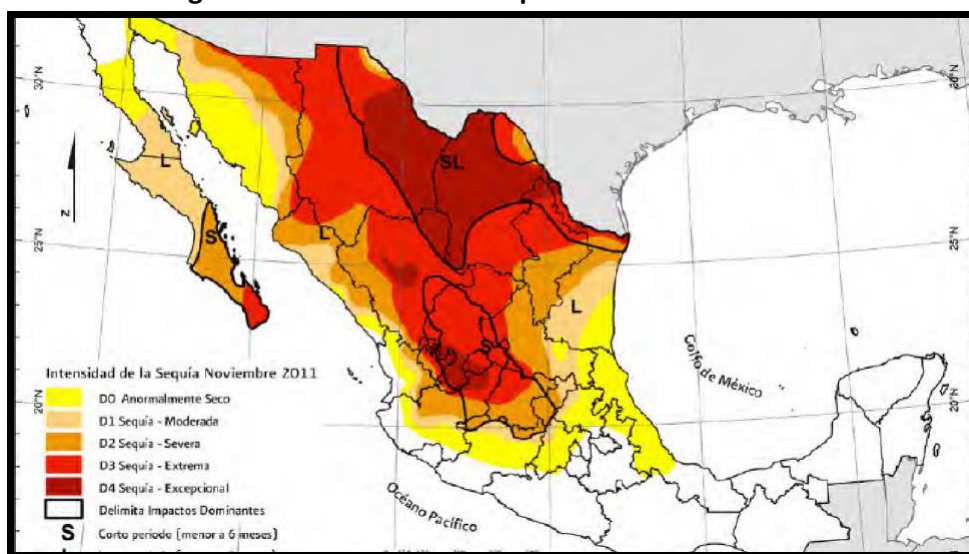 30°N
30°N
L
SL
N
S
L
25°N
25°N
L
Golfo de México
Intensidad de la Sequía Noviembre 2011
D0 Anormalmente Seco
20°N
20°N
D1 Sequía - Moderada
D2 Sequía - Severa
D3 Sequía - Extrema
D4 Sequía - Excepcional
Océano Pacífico
Delimita Impactos Dominantes
S Corto periodo (menor a 6 meses)